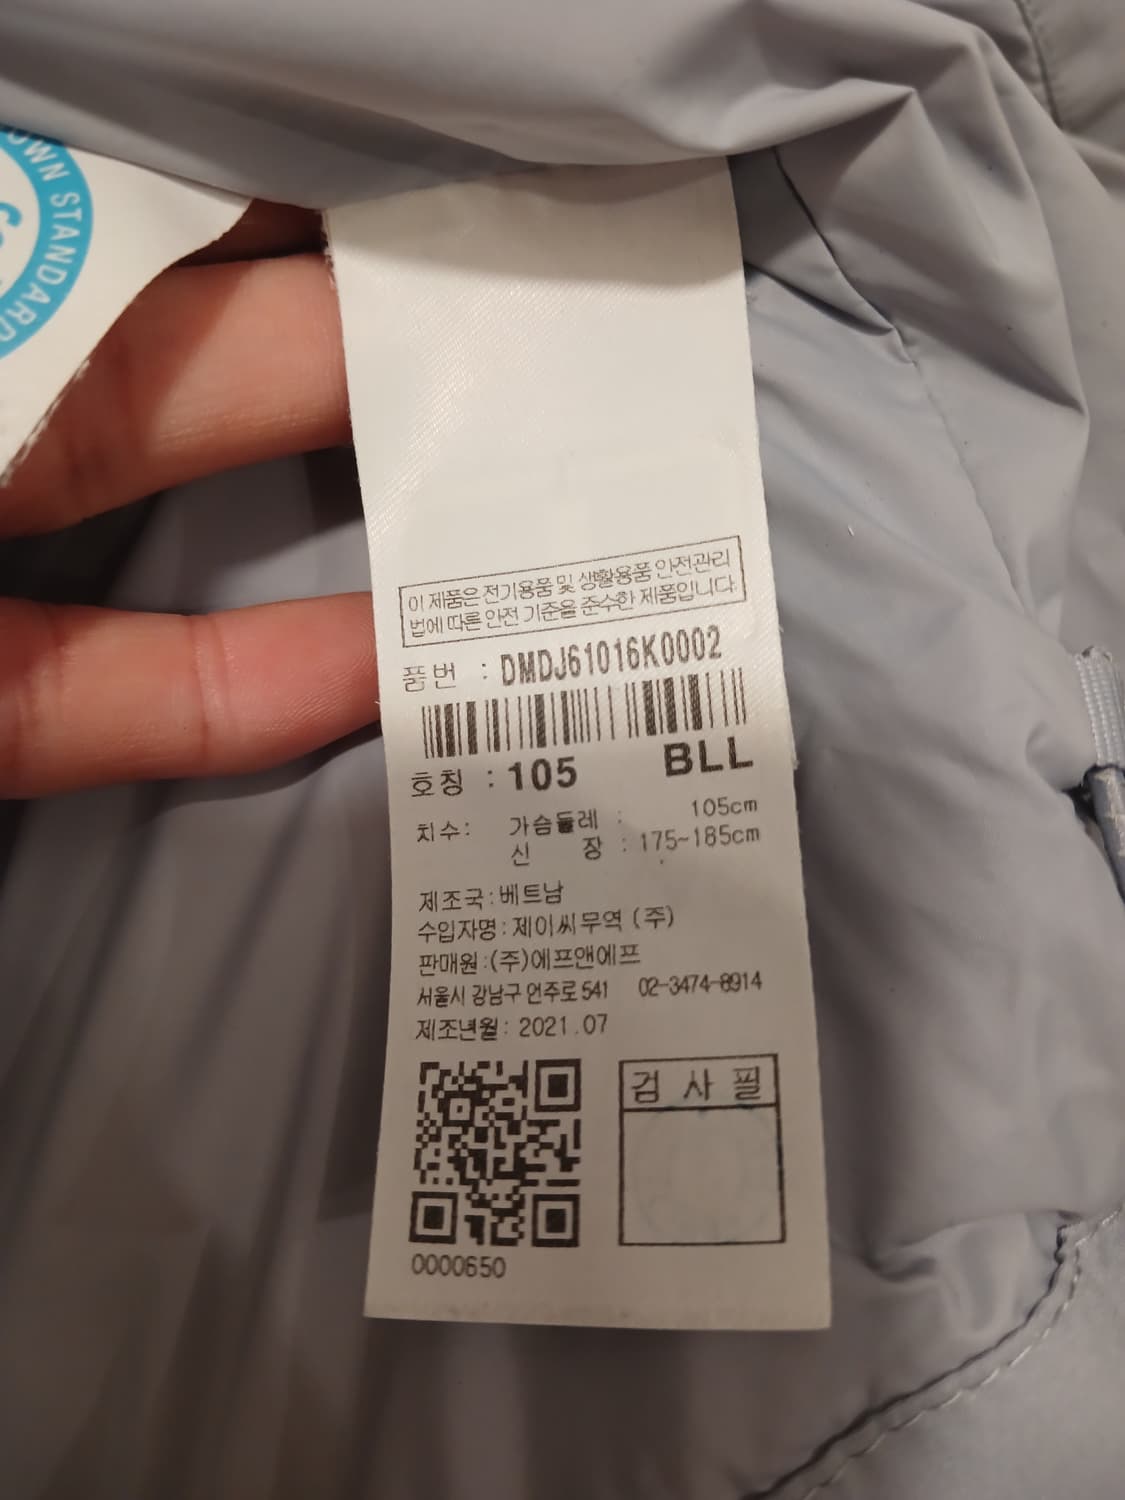 OWN STANDARD
이 제품은 전기용품 및 생활용품 안전관리
법에 따른 안전 기준을 준수한 제품입니다.
품번 : DMDJ61016K0002
호칭 : 105 BLL
치수: 가슴둘레 : 105cm
신 장 : 175~185cm
제조국:베트남
수입자명:제이씨무역(주)
판매원:(주)에프앤에프
서울시 강남구 언주로 541 02-3474-8914
제조년월: 2021.07
검 사 필
0000650